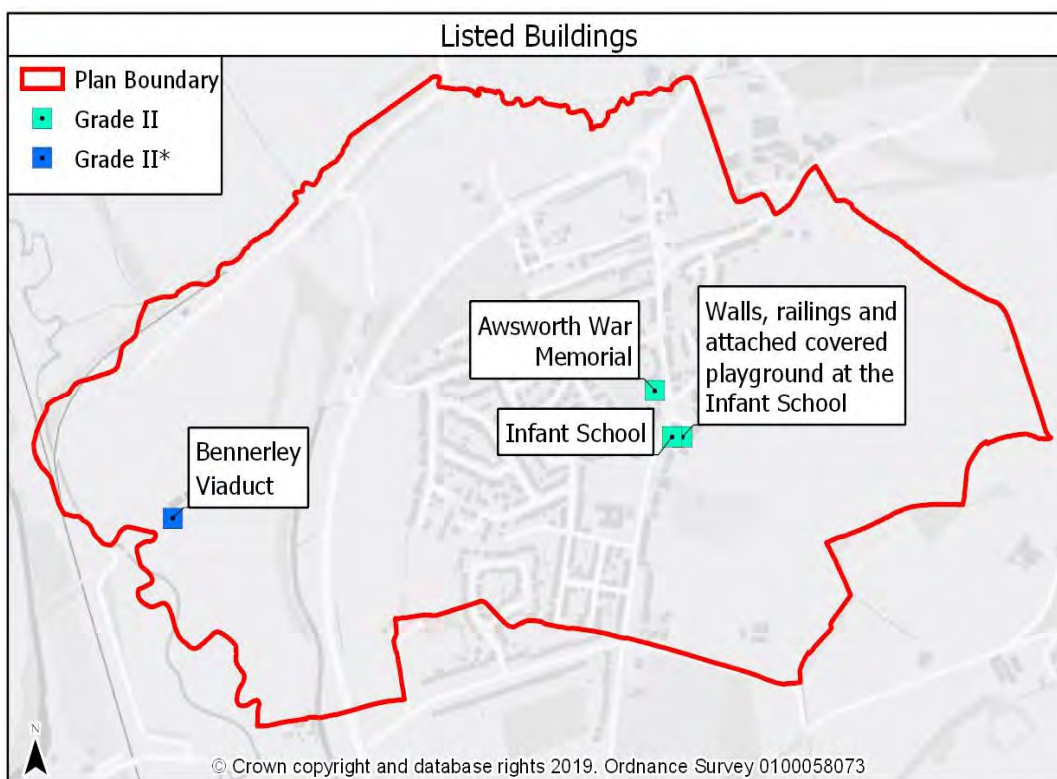 Listed Buildings
Plan Boundary
Grade II
Grade II*
Awsworth War
Memorial
Walls, railings and
attached covered
playground at the
Infant School
Infant School
Bennerley
Viaduct
N
© Crown copyright and database rights 2019. Ordnance Survey 0100058073